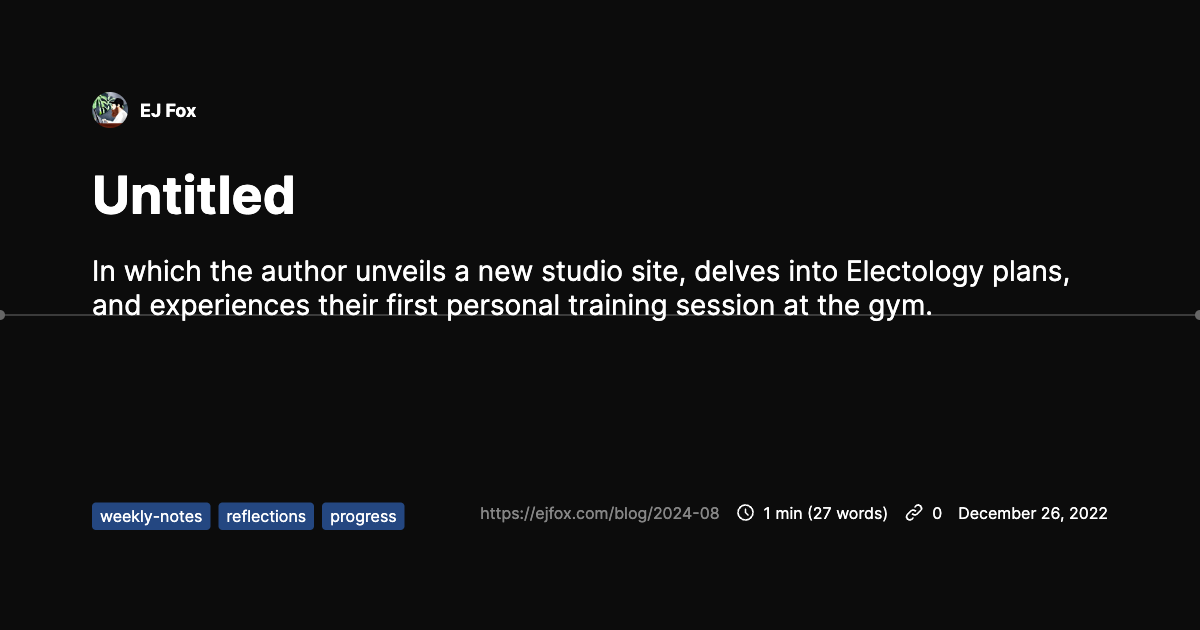 EJ Fox
Untitled
In which the author unveils a new studio site, delves into Electology plans,
and experiences their first personal training session at the gym.
weekly-notes reflections progress https://ejfox.com/blog/2024-08 1 min (27 words) 0 December 26, 2022